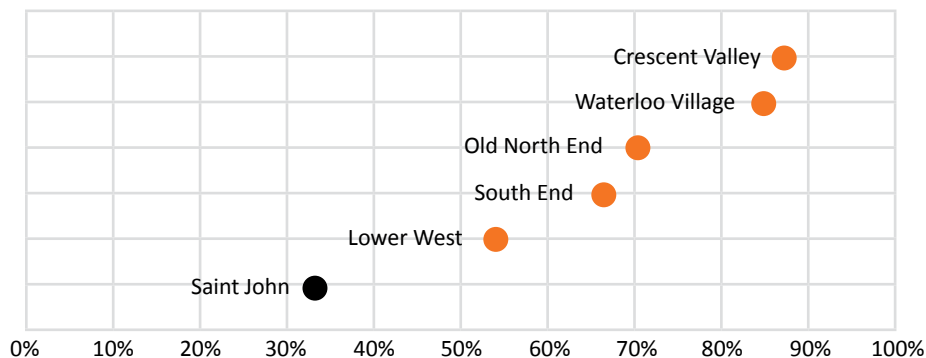 Crescent Valley
Waterloo Village
Old North End
South End
Lower West
Saint John
0% 10% 20% 30% 40% 50% 60% 70% 80% 90% 100%